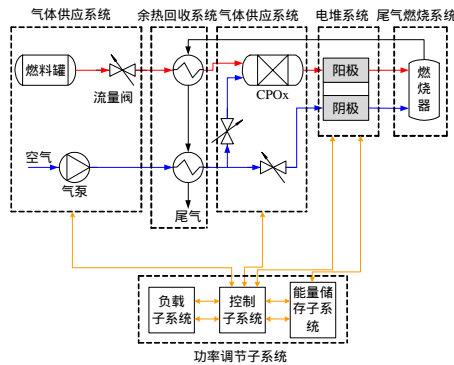 气体供应系统
余热回收系统
气体供应系统
电堆系统
尾气燃烧系统
燃料罐
流量阀
CPOx
阳极
阴极
燃
烧
器
空气
气泵
尾气
负载
子系统
控制
子系统
能量储
存子系
统
功率调节子系统